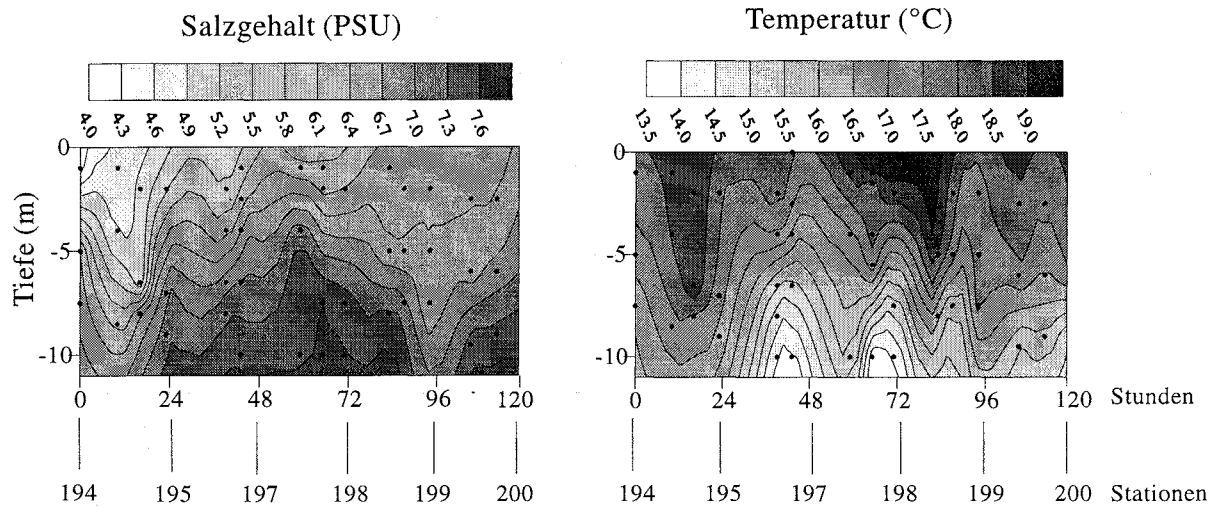 Salzgehalt (PSU)
4.0 4.3 4.6 4.9 5.2 5.5 5.8 6.1 6.4 6.7 7.0 7.3 7.6
Tiefe (m)
0
-5
-10
0 24 48 72 96 120
194 195 197 198 199 200
Temperatur (°C)
13.5 14.0 14.5 15.0 15.5 16.0 16.5 17.0 17.5 18.0 18.5 19.0
0
-5
-10
0 24 48 72 96 120 Stunden
194 195 197 198 199 200 Stationen